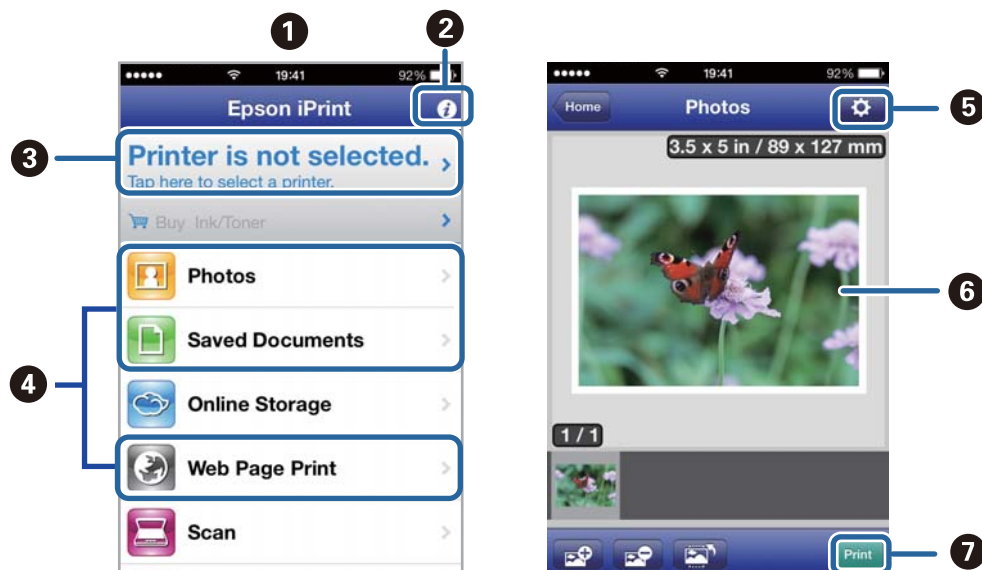 1
2
19:41
92%
Epson iPrint
3
Printer is not selected.
Tap here to select a printer.
Buy Ink/Toner
Photos
Saved Documents
4
Online Storage
Web Page Print
Scan
19:41
92%
Home
Photos
5
3.5 x 5 in / 89 x 127 mm
6
1 / 1
Print
7